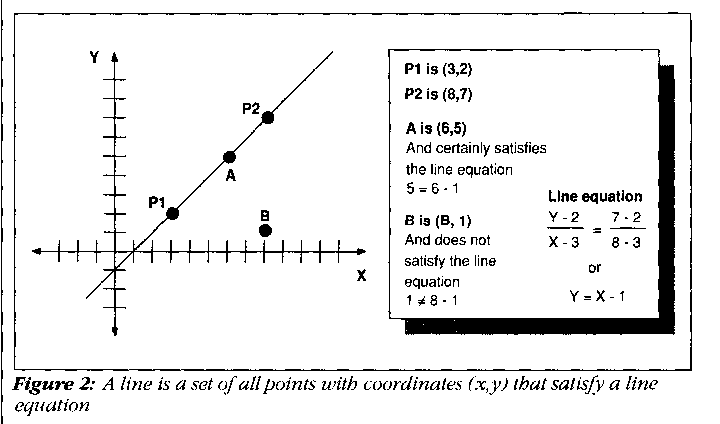 Y
P2
A
P1
B
X
P1 is (3,2)
P2 is (8,7)
A is (6,5)
And certainly satisfies
the line equation
5 = 6 - 1
B is (B, 1)
And does not
satisfy the line
equation
1 ≠ 8 - 1
Line equation
Y - 2 / X - 3 = 7 - 2 / 8 - 3
or
Y = X - 1
Figure 2: A line is a set of all points with coordinates (x,y) that satisfy a line
equation